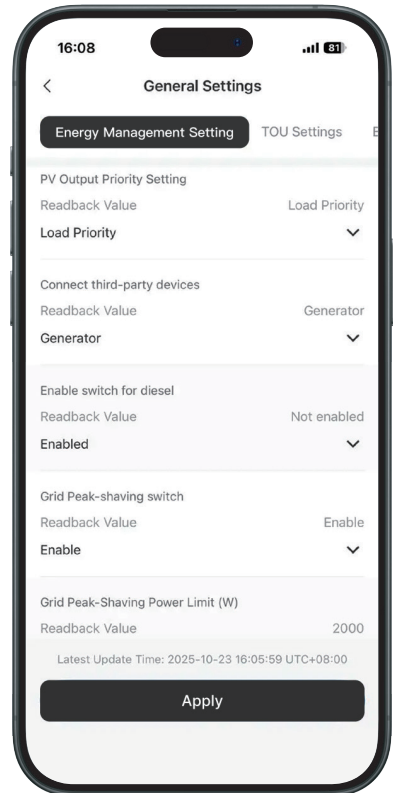 16:08
81
General Settings
Energy Management Setting TOU Settings
PV Output Priority Setting
Readback Value Load Priority
Load Priority
Connect third-party devices
Readback Value Generator
Generator
Enable switch for diesel
Readback Value Not enabled
Enabled
Grid Peak-shaving switch
Readback Value Enable
Enable
Grid Peak-Shaving Power Limit (W)
Readback Value 2000
Latest Update Time: 2025-10-23 16:05:59 UTC+08:00
Apply